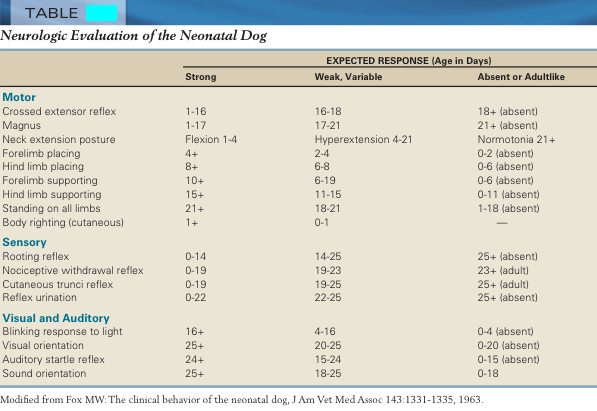 TABLE
Neurologic Evaluation of the Neonatal Dog
EXPECTED RESPONSE (Age in Days)
Strong Weak, Variable Absent or Adultlike
Motor
Crossed extensor reflex 1-16 16-18 18+ (absent)
Magnus 1-17 17-21 21+ (absent)
Neck extension posture Flexion 1-4 Hyperextension 4-21 Normotonia 21+
Forelimb placing 4+ 2-4 0-2 (absent)
Hind limb placing 8+ 6-8 0-6 (absent)
Forelimb supporting 10+ 6-19 0-6 (absent)
Hind limb supporting 15+ 11-15 0-11 (absent)
Standing on all limbs 21+ 18-21 1-18 (absent)
Body righting (cutaneous) 1+ 0-1 —
Sensory
Rooting reflex 0-14 14-25 25+ (absent)
Nociceptive withdrawal reflex 0-19 19-23 23+ (adult)
Cutaneous trunci reflex 0-19 19-25 25+ (adult)
Reflex urination 0-22 22-25 25+ (absent)
Visual and Auditory
Blinking response to light 16+ 4-16 0-4 (absent)
Visual orientation 25+ 20-25 0-20 (absent)
Auditory startle reflex 24+ 15-24 0-15 (absent)
Sound orientation 25+ 18-25 0-18
Modified from Fox MW: The clinical behavior of the neonatal dog, J Am Vet Med Assoc 143:1331-1335, 1963.